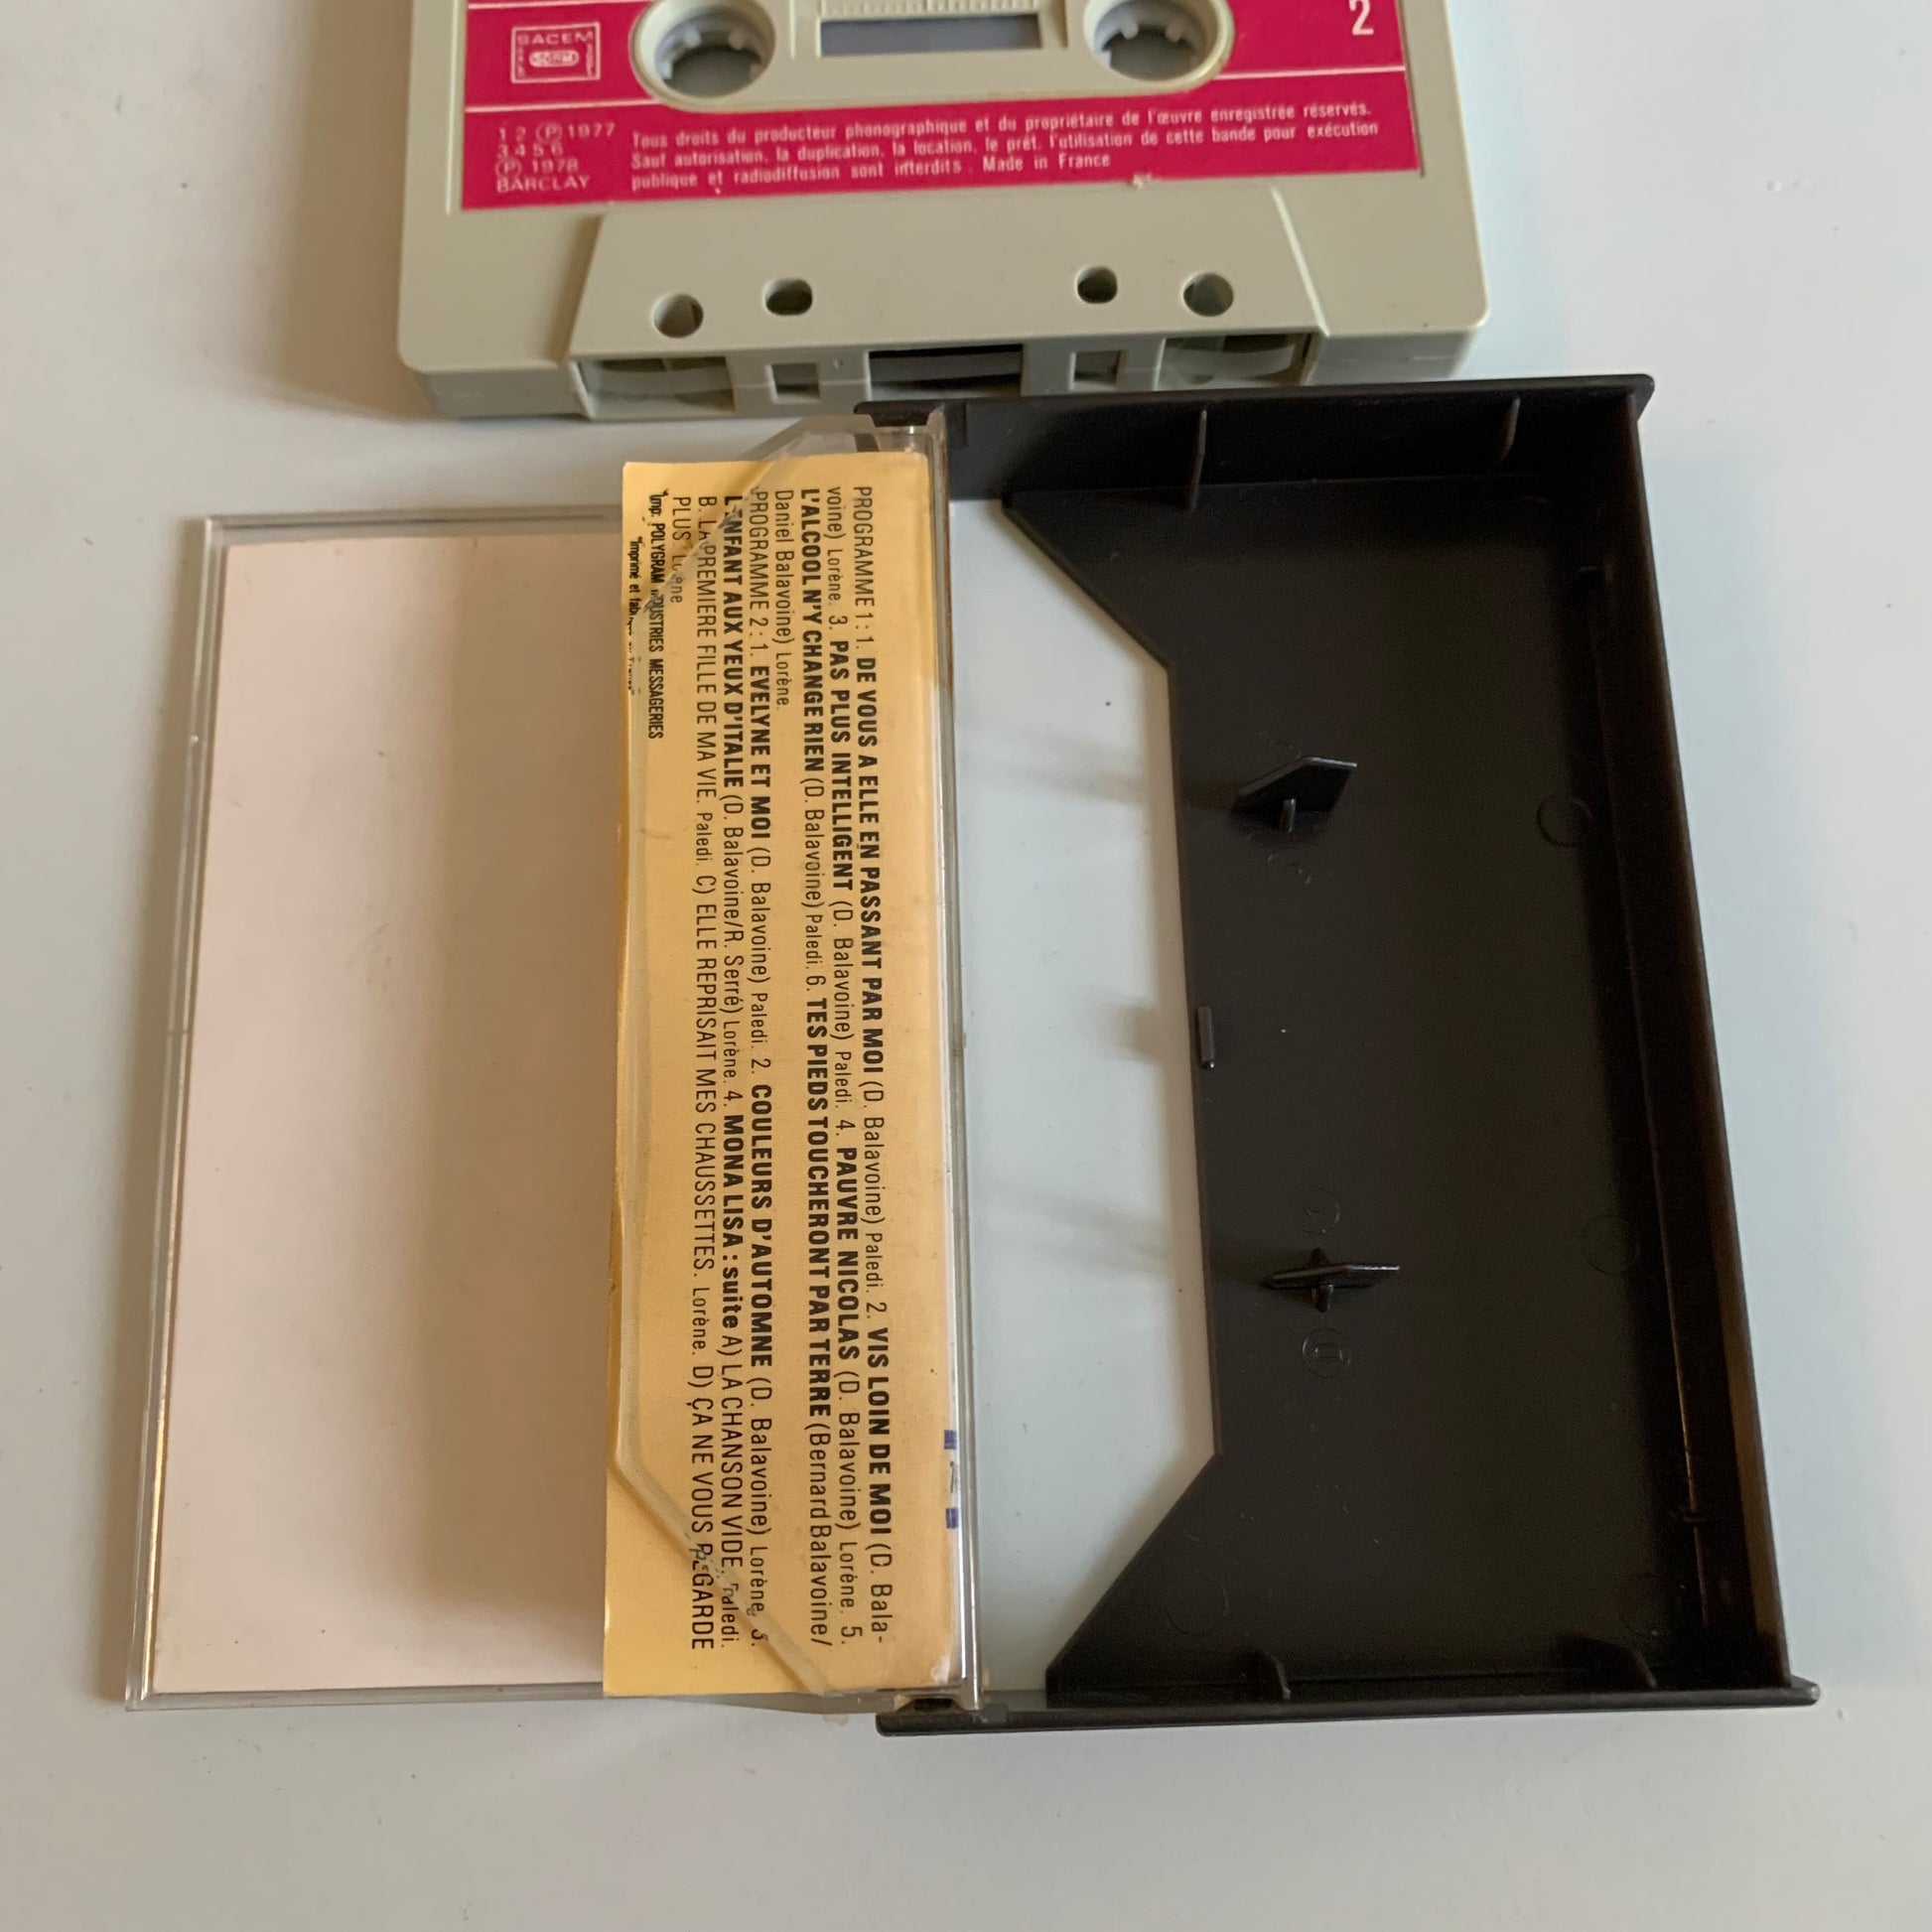 2
SACEM
1 2 Ⓟ 1977
3 4 5 6
Ⓟ 1978
BARCLAY
Tous droits du producteur phonographique et du propriétaire de l'œuvre enregistrée réservés.
Sauf autorisation, la duplication, la location, le prêt, l'utilisation de cette bande pour exécution
publique et radiodiffusion sont interdits. Made in France
PROGRAMME 1 : 1. DE VOUS A ELLE EN PASSANT PAR MOI (D. Balavoine) Paledi. 2. VIS LOIN DE MOI (D. Bala-
voine) Lorène. 3. PAS PLUS INTELLIGENT (D. Balavoine) Paledi. 4. PAUVRE NICOLAS (D. Balavoine) Lorène. 5.
L'ALCOOL N'Y CHANGE RIEN (D. Balavoine) Paledi. 6. TES PIEDS TOUCHERONT PAR TERRE (Bernard Balavoine/
Daniel Balavoine) Lorène.
PROGRAMME 2 : 1. EVELYNE ET MOI (D. Balavoine) Paledi. 2. COULEURS D'AUTOMNE (D. Balavoine) Lorène. 3.
L'ENFANT AUX YEUX D'ITALIE (D. Balavoine/R. Serré) Lorène. 4. MONA LISA : suite A) LA CHANSON VIDE. Paledi.
B. LA PREMIERE FILLE DE MA VIE. Paledi. C) ELLE REPRISAIT MES CHAUSSETTES. Lorène. D) ÇA NE VOUS REGARDE
PLUS. Lorène
Imp: POLYGRAM INDUSTRIES MESSAGERIES
"Imprimé et